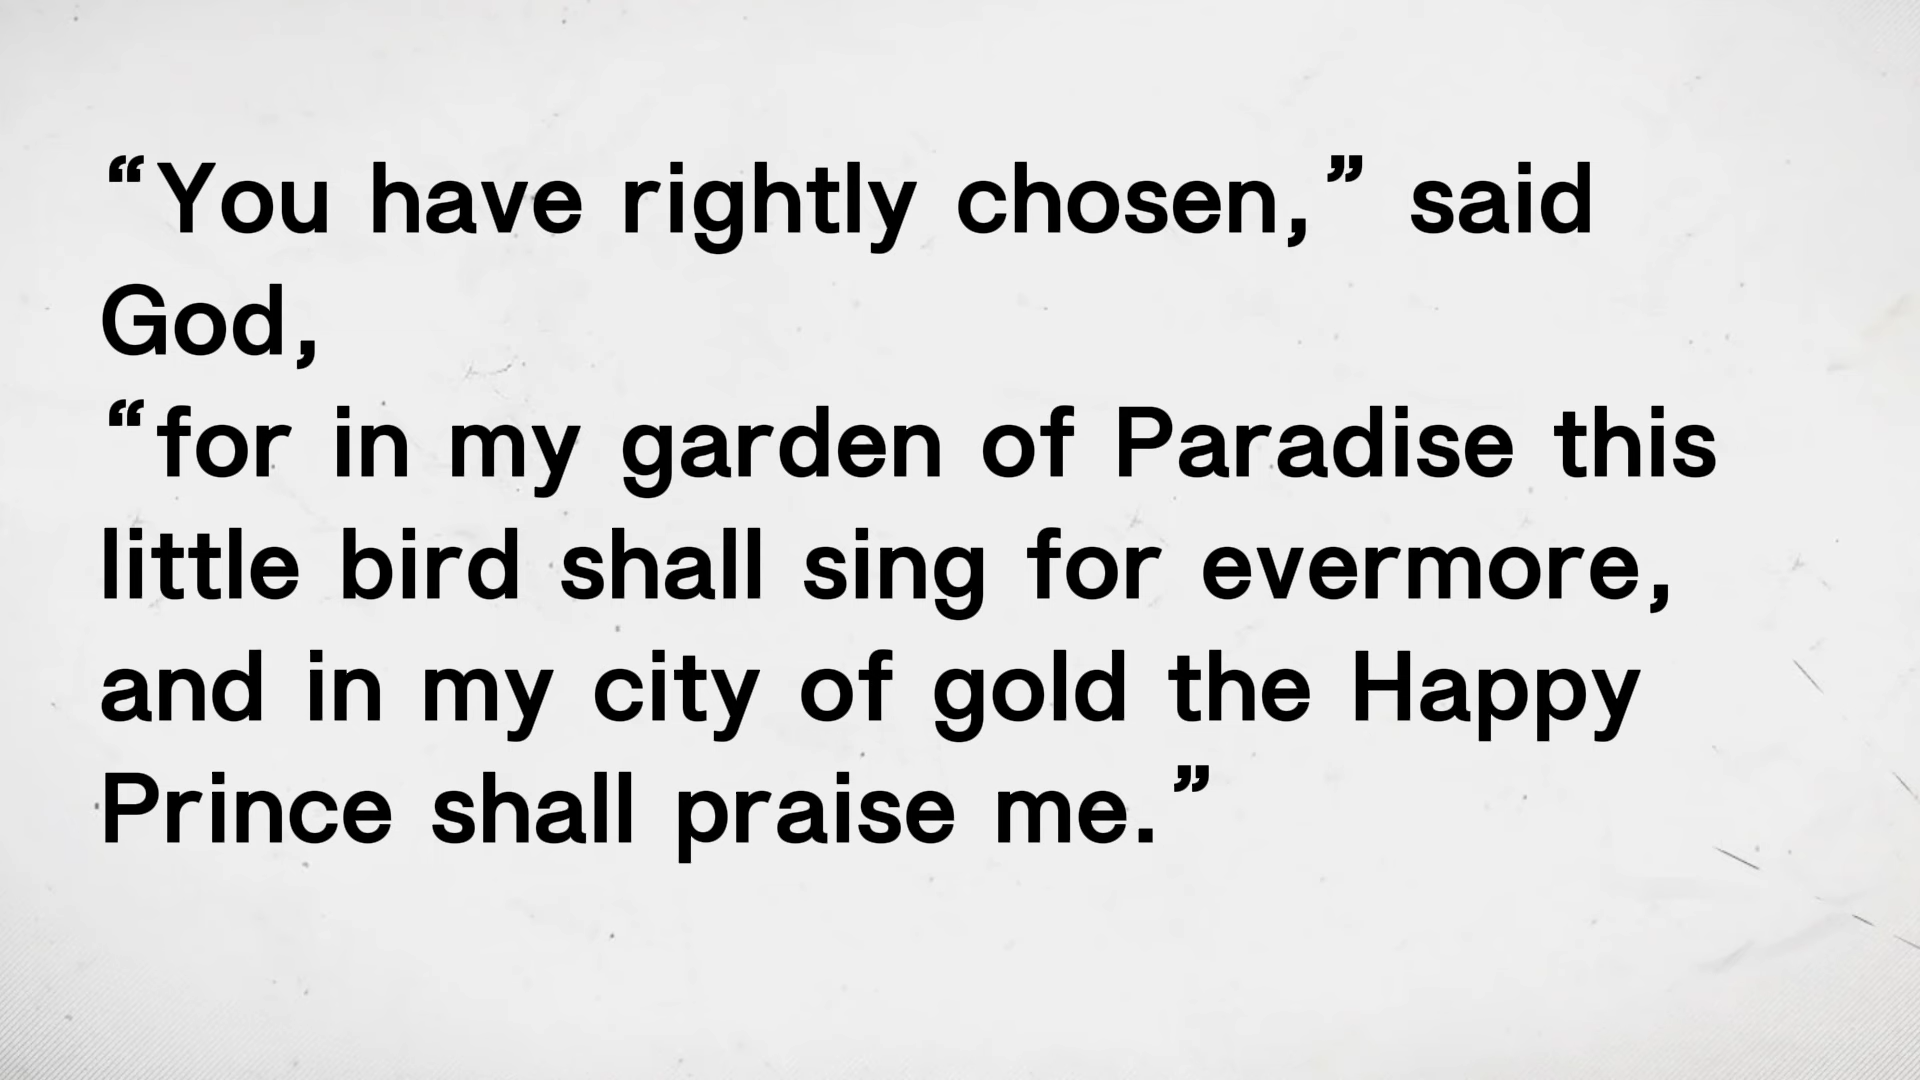 “You have rightly chosen,” said
God,
“for in my garden of Paradise this
little bird shall sing for evermore,
and in my city of gold the Happy
Prince shall praise me.”